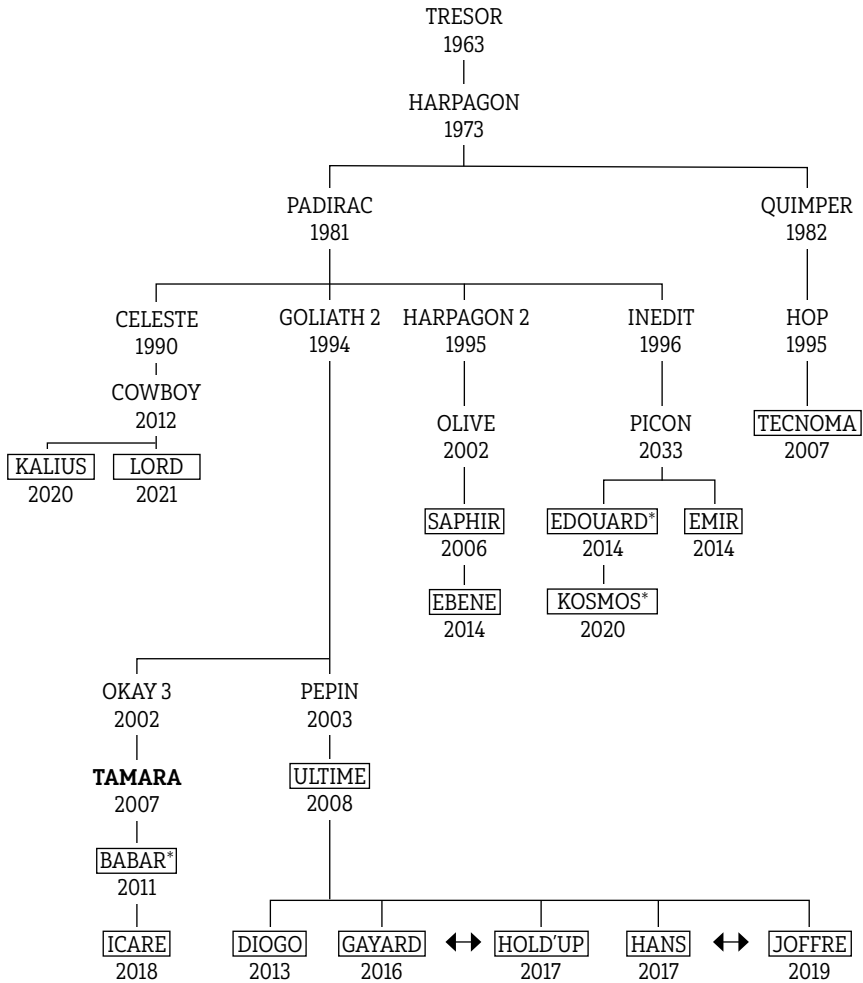 TRESOR
1963
HARPAGON
1973
PADIRAC
1981
QUIMPER
1982
CELESTE
1990
GOLIATH 2
1994
HARPAGON 2
1995
INEDIT
1996
HOP
1995
COWBOY
2012
OLIVE
2002
PICON
2033
TECNOMA
2007
KALIUS
2020
LORD
2021
SAPHIR
2006
EDOUARD*
2014
EMIR
2014
EBENE
2014
KOSMOS*
2020
OKAY 3
2002
PEPIN
2003
TAMARA
2007
ULTIME
2008
BABAR*
2011
ICARE
2018
DIOGO
2013
GAYARD
2016
HOLD'UP
2017
HANS
2017
JOFFRE
2019